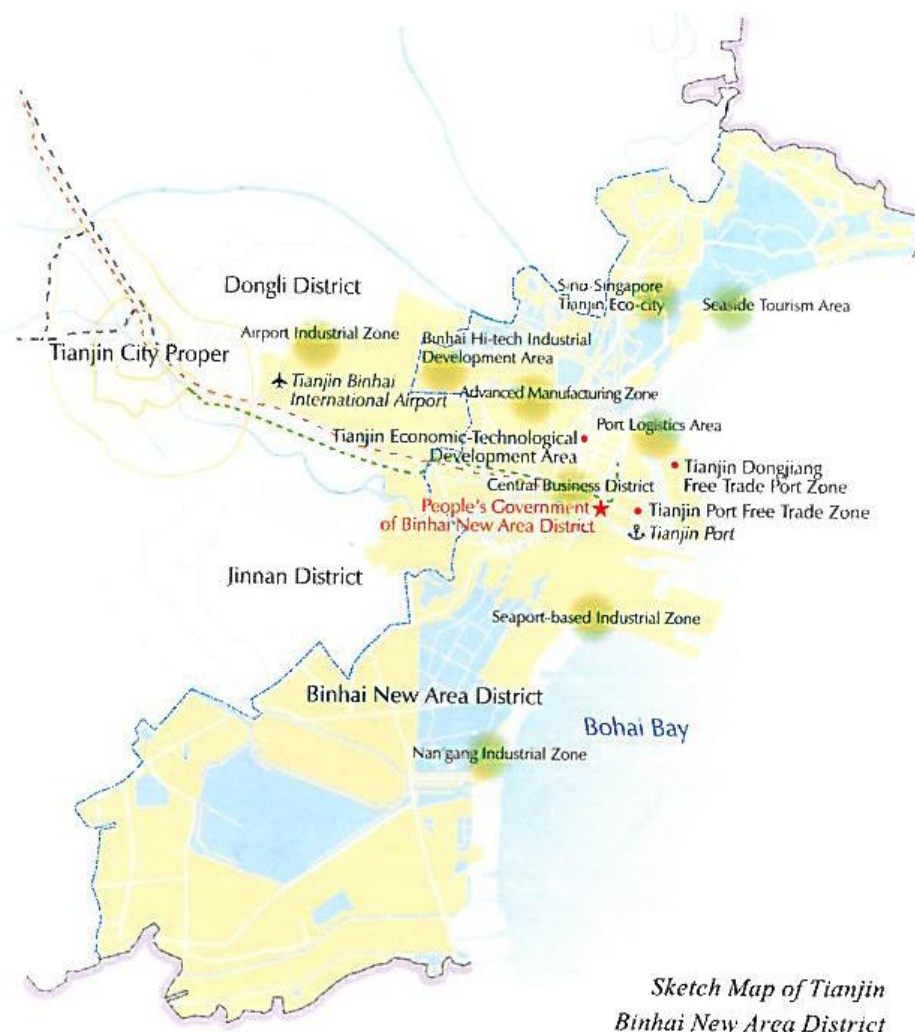 Dongli District
Sino-Singapore
Tianjin Eco-city
Seaside Tourism Area
Airport Industrial Zone
Tianjin City Proper
Binhai Hi-tech Industrial
Development Area
Tianjin Binhai
International Airport
Advanced Manufacturing Zone
Port Logistics Area
Tianjin Economic-Technological
Development Area
Tianjin Dongjiang
Free Trade Port Zone
Central Business District
People's Government
of Binhai New Area District
Tianjin Port Free Trade Zone
Tianjin Port
Jinnan District
Seaport-based Industrial Zone
Binhai New Area District
Bohai Bay
Nan'gang Industrial Zone
Sketch Map of Tianjin
Binhai New Area District